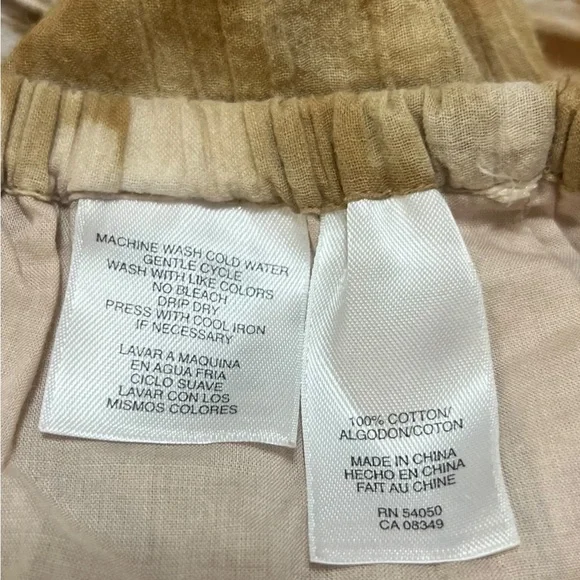 MACHINE WASH COLD WATER
GENTLE CYCLE
WASH WITH LIKE COLORS
NO BLEACH
DRIP DRY
PRESS WITH COOL IRON
IF NECESSARY
LAVAR A MAQUINA
EN AGUA FRIA
CICLO SUAVE
LAVAR CON LOS
MISMOS COLORES
100% COTTON/
ALGODON/COTON
MADE IN CHINA
HECHO EN CHINA
FAIT AU CHINE
RN 54050
CA 08349